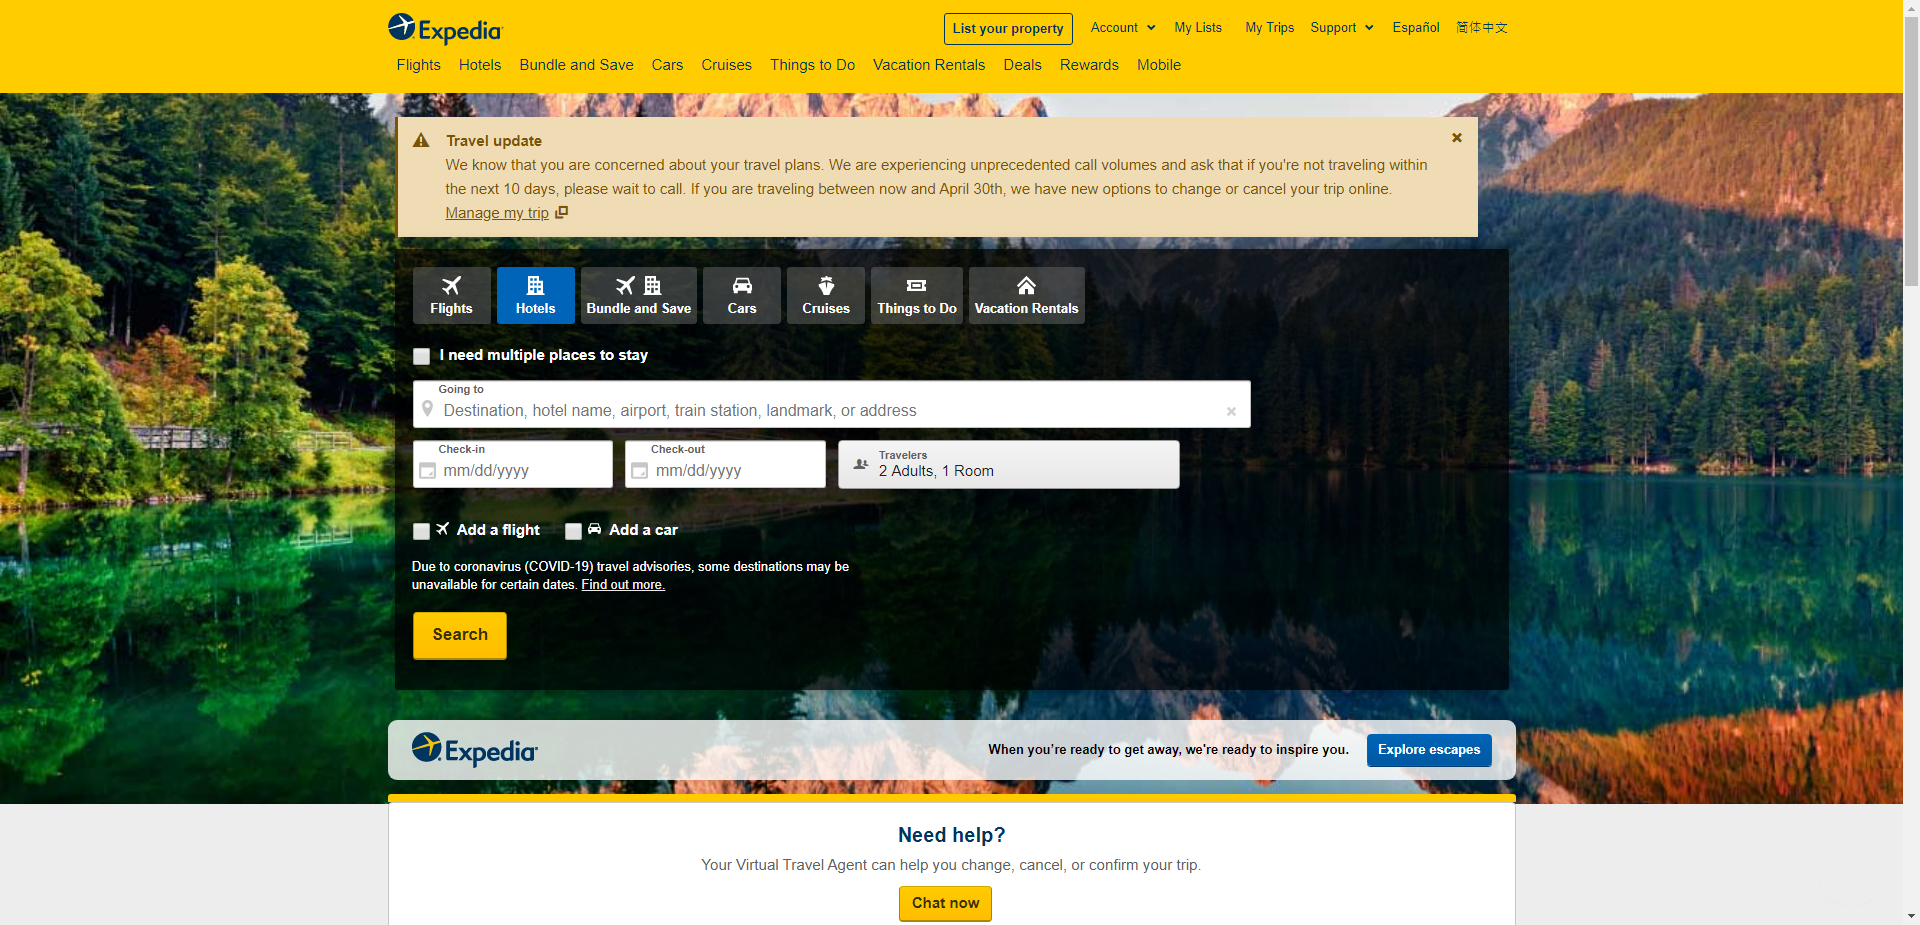 Expedia
List your property
Account
My Lists
My Trips
Support
Español
简体中文
Flights
Hotels
Bundle and Save
Cars
Cruises
Things to Do
Vacation Rentals
Deals
Rewards
Mobile
Travel update
We know that you are concerned about your travel plans. We are experiencing unprecedented call volumes and ask that if you're not traveling within
the next 10 days, please wait to call. If you are traveling between now and April 30th, we have new options to change or cancel your trip online.
Manage my trip
Flights
Hotels
Bundle and Save
Cars
Cruises
Things to Do
Vacation Rentals
I need multiple places to stay
Going to
Destination, hotel name, airport, train station, landmark, or address
Check-in
mm/dd/yyyy
Check-out
mm/dd/yyyy
Travelers
2 Adults, 1 Room
Add a flight
Add a car
Due to coronavirus (COVID-19) travel advisories, some destinations may be
unavailable for certain dates. Find out more.
Search
Expedia
When you're ready to get away, we're ready to inspire you.
Explore escapes
Need help?
Your Virtual Travel Agent can help you change, cancel, or confirm your trip.
Chat now